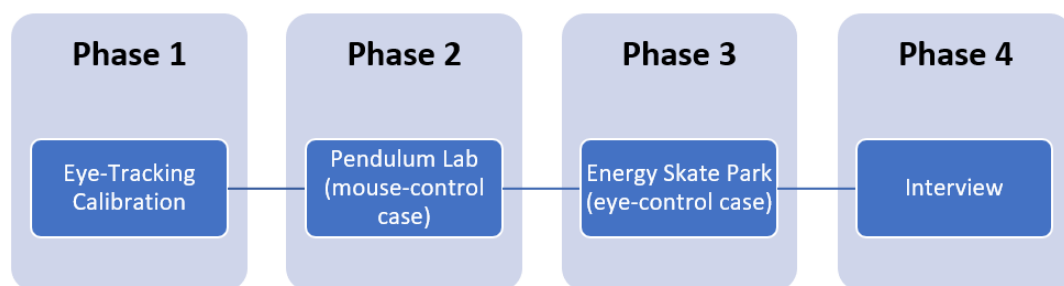 Phase 1
Phase 2
Phase 3
Phase 4
Eye-Tracking
Calibration
Pendulum Lab
(mouse-control
case)
Energy Skate Park
(eye-control case)
Interview